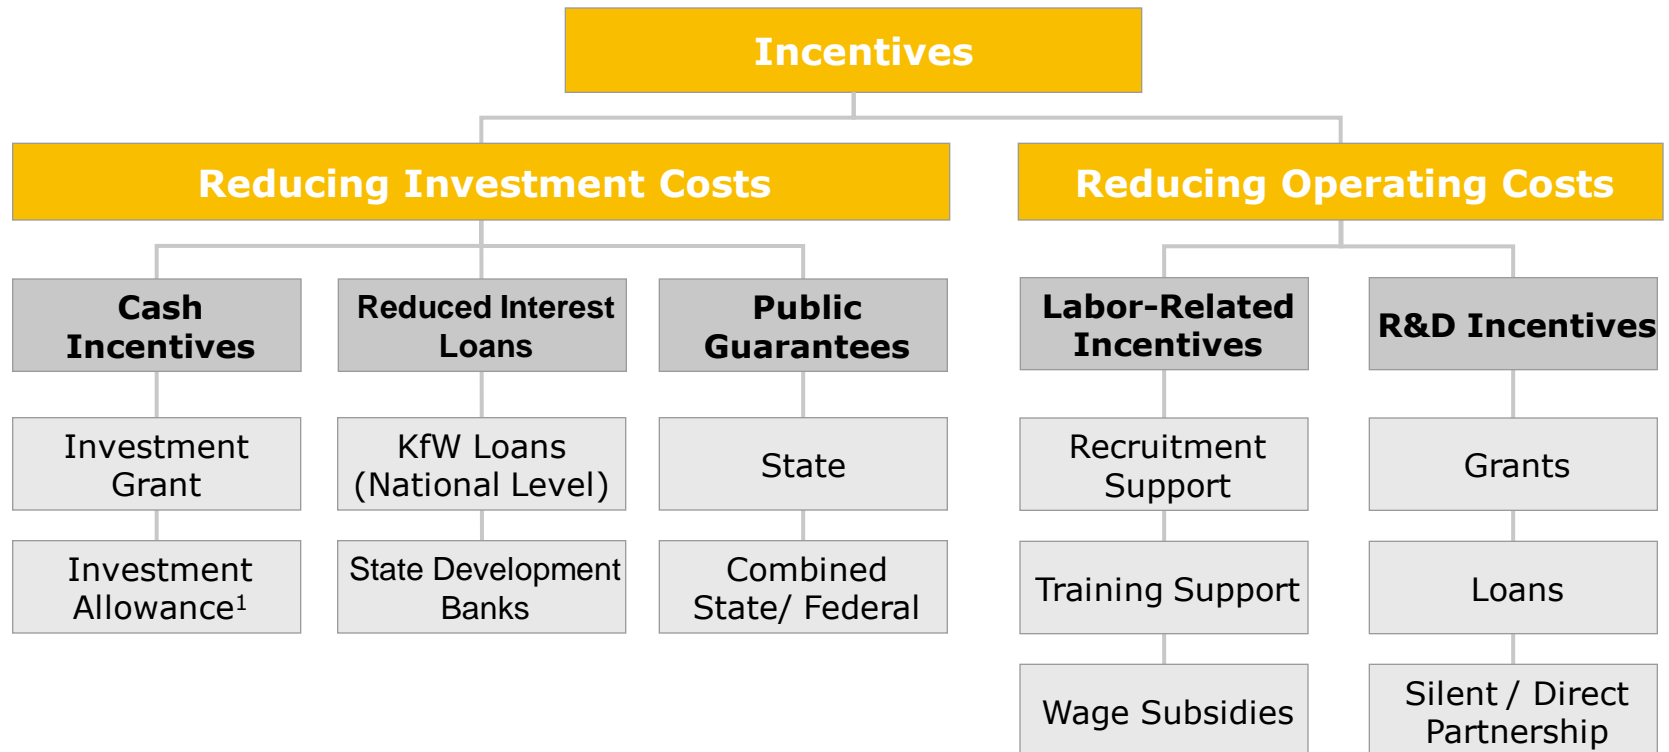 Incentives
Reducing Investment Costs
Reducing Operating Costs
Cash
Incentives
Reduced Interest
Loans
Public
Guarantees
Labor-Related
Incentives
R&D Incentives
Investment
Grant
KfW Loans
(National Level)
State
Recruitment
Support
Grants
Investment
Allowance¹
State Development
Banks
Combined
State/ Federal
Training Support
Loans
Wage Subsidies
Silent / Direct
Partnership